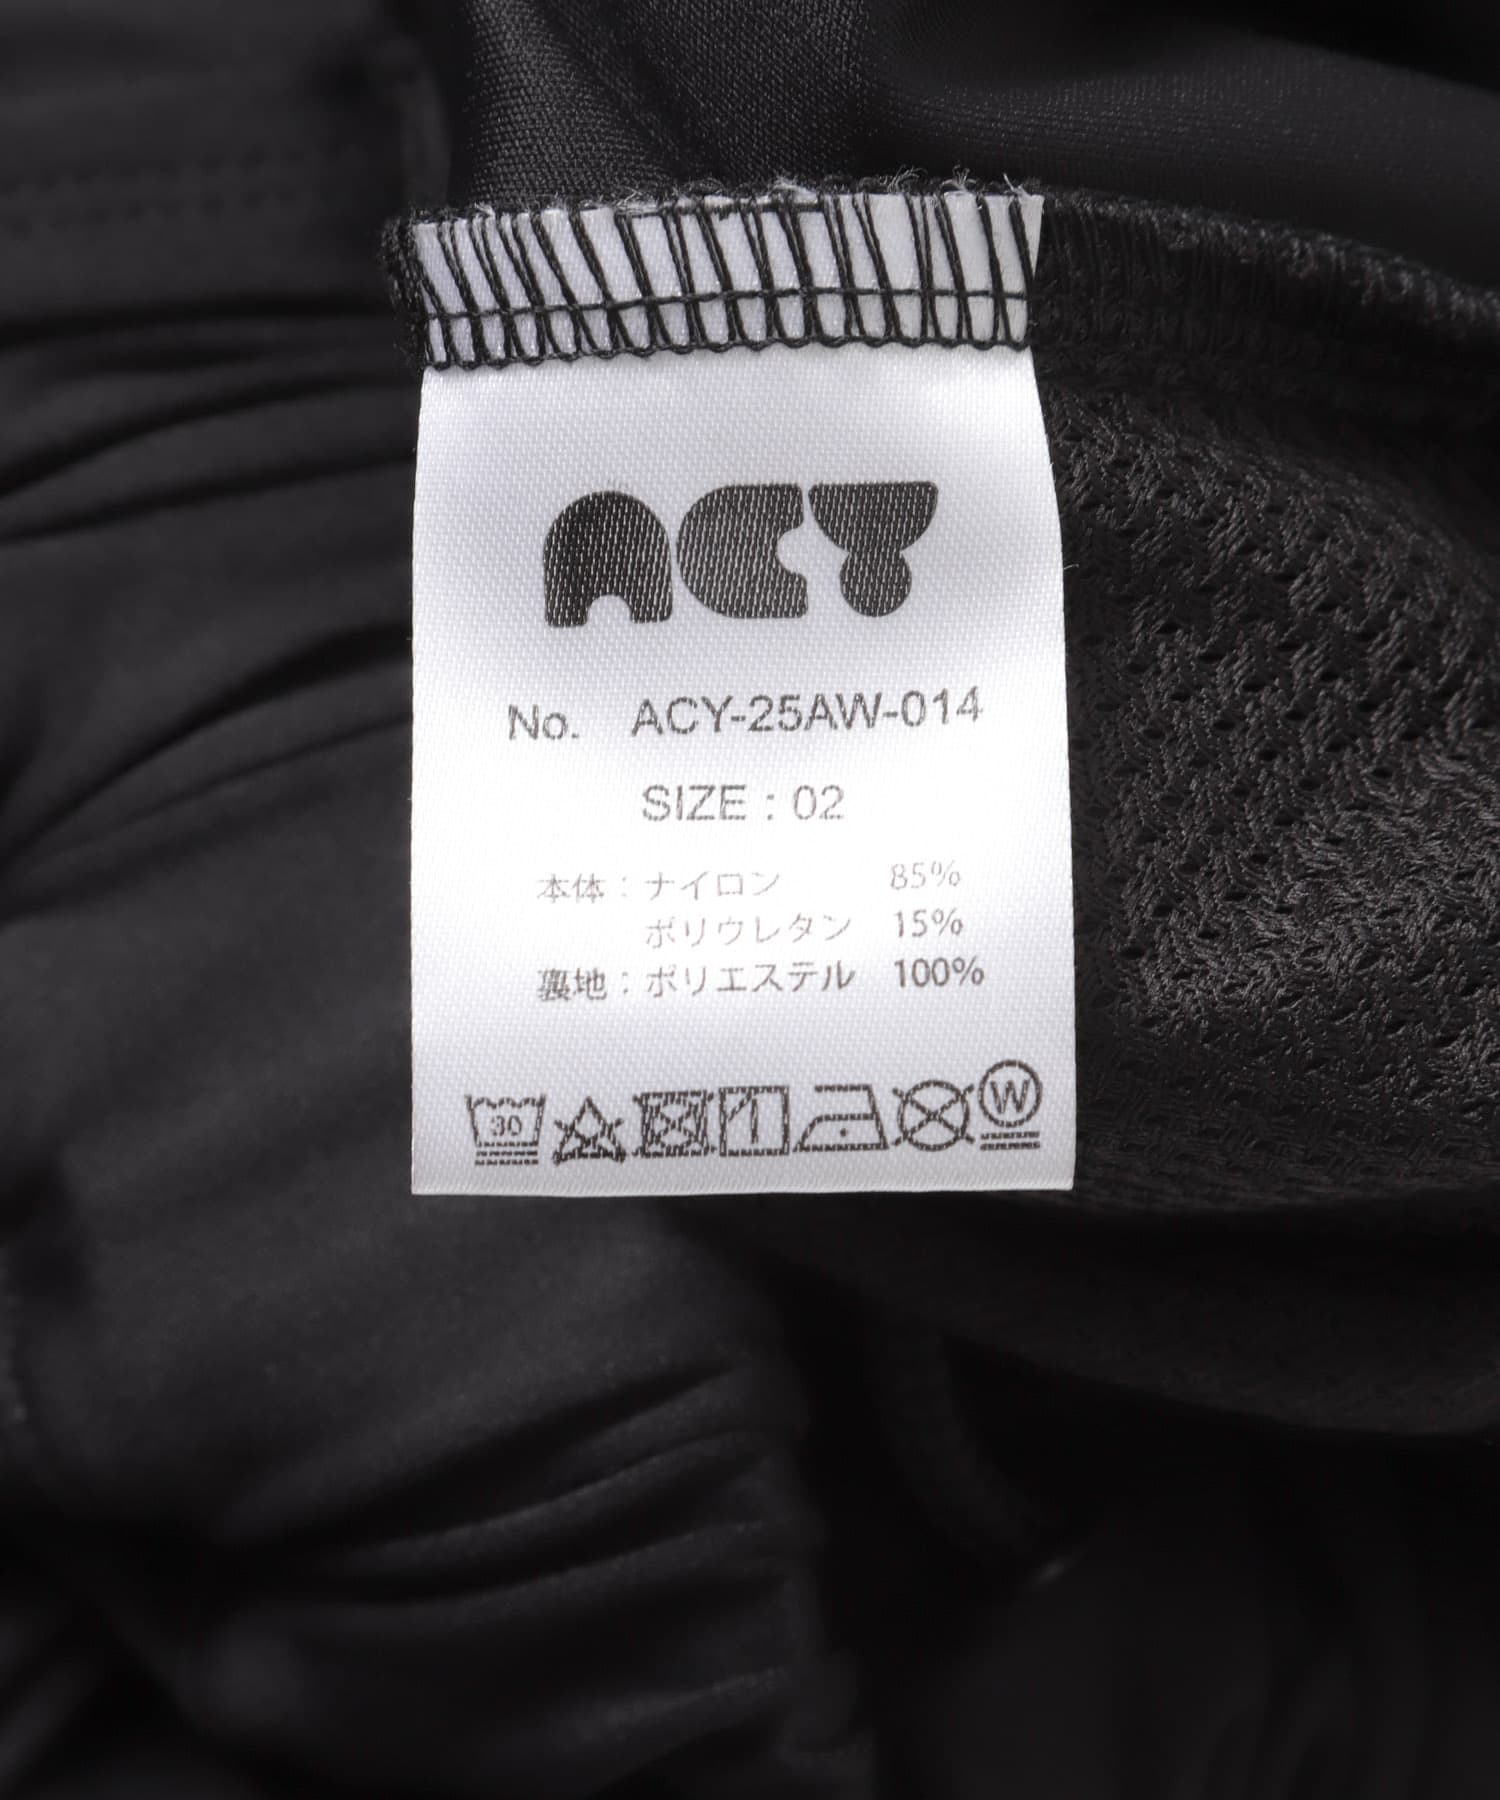 ACY
No. ACY-25AW-014
SIZE : 02
本体 : ナイロン 85%
ポリウレタン 15%
裏地 : ポリエステル 100%
30 W